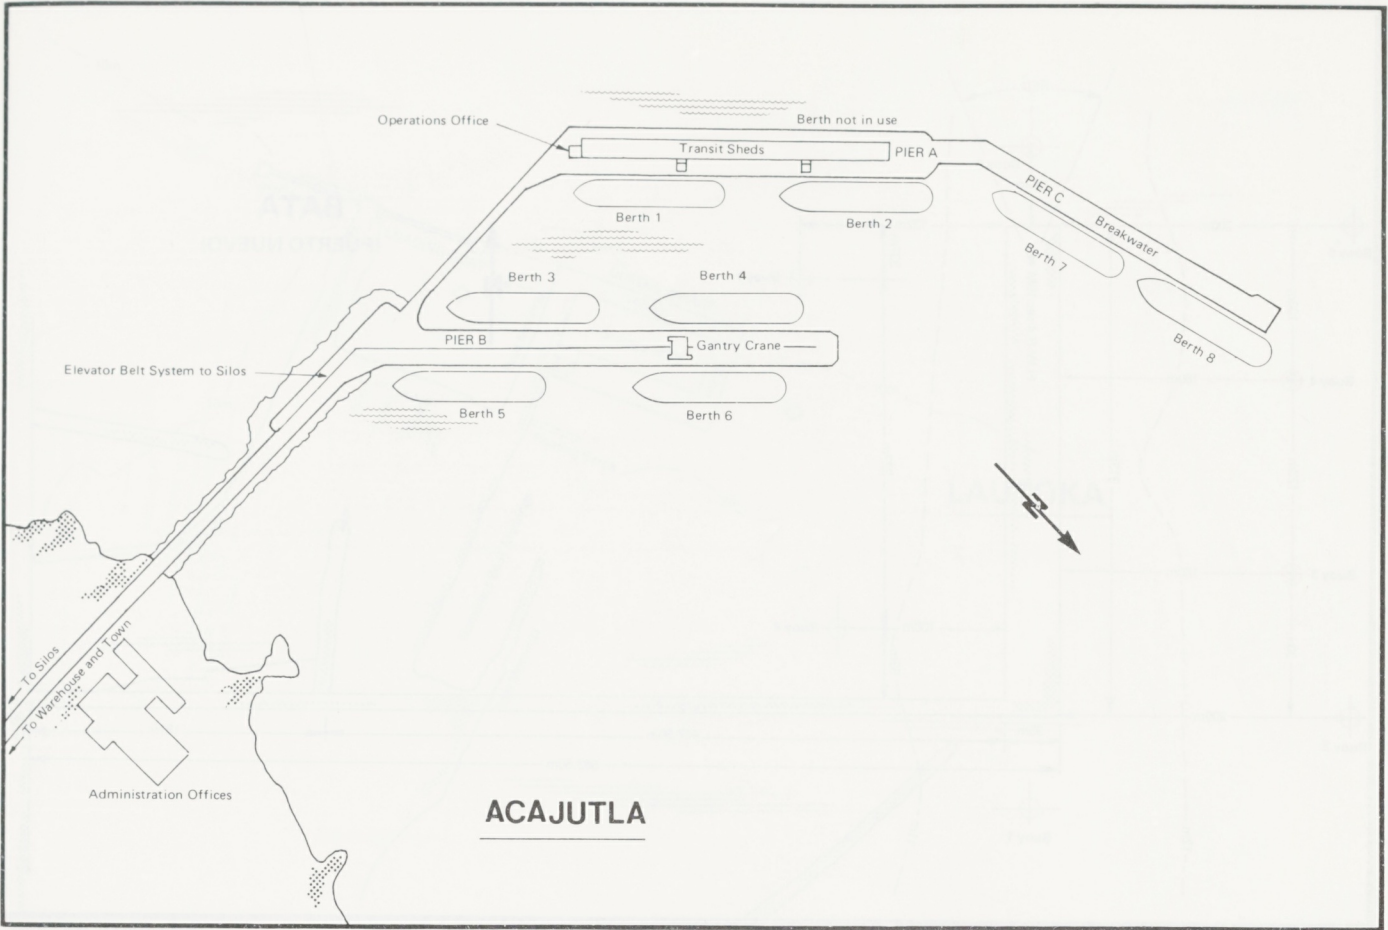 Operations Office
Berth not in use
Transit Sheds
PIER A
PIER C
Breakwater
Berth 1
Berth 2
Berth 7
Berth 8
Berth 3
Berth 4
PIER B
Gantry Crane
Elevator Belt System to Silos
Berth 5
Berth 6
N
To Silos
To Warehouse and Town
Administration Offices
ACAJUTLA